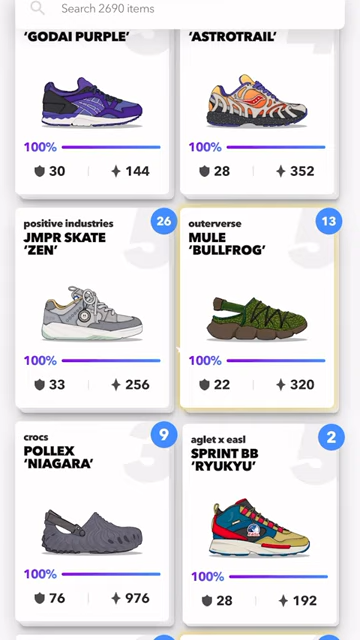 Search 2690 items
'GODAI PURPLE'
100%
30 144
'ASTROTRAIL'
100%
28 352
26
positive industries
JMPR SKATE
'ZEN'
100%
33 256
13
outerverse
MULE
'BULLFROG'
100%
22 320
9
crocs
POLLEX
'NIAGARA'
100%
76 976
2
aglet x easl
SPRINT BB
'RYUKYU'
100%
28 192